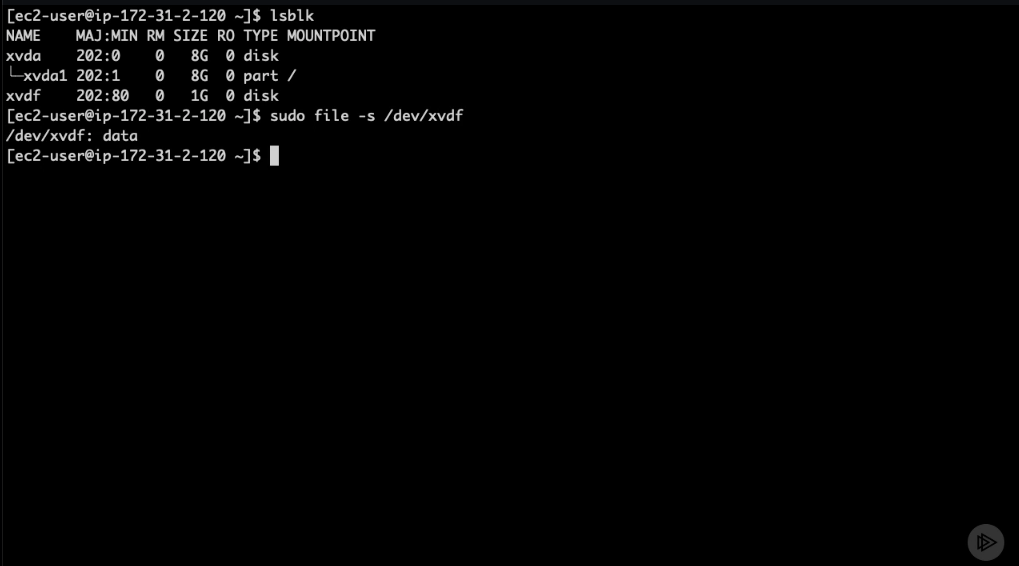 [ec2-user@ip-172-31-2-120 ~]$ lsblk
NAME    MAJ:MIN RM SIZE RO TYPE MOUNTPOINT
xvda    202:0    0   8G  0 disk
└─xvda1 202:1    0   8G  0 part /
xvdf    202:80   0   1G  0 disk
[ec2-user@ip-172-31-2-120 ~]$ sudo file -s /dev/xvdf
/dev/xvdf: data
[ec2-user@ip-172-31-2-120 ~]$